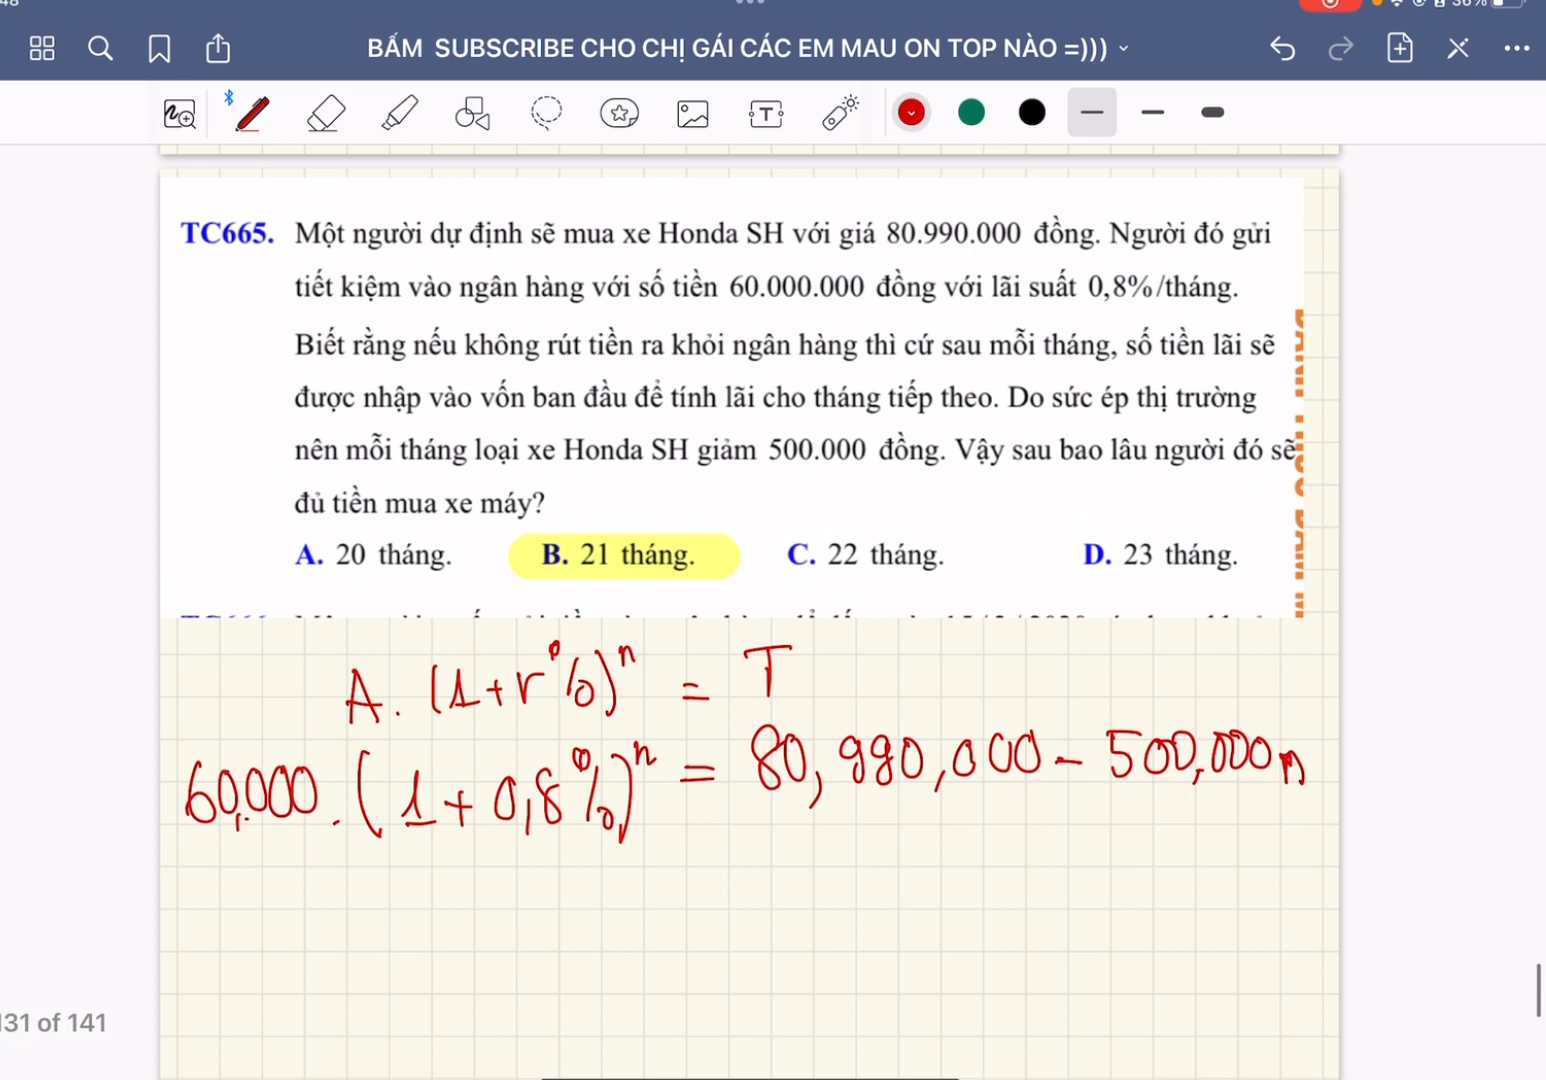 BẤM SUBSCRIBE CHO CHỊ GÁI CÁC EM MAU ON TOP NÀO =)))
TC665. Một người dự định sẽ mua xe Honda SH với giá 80.990.000 đồng. Người đó gửi
tiết kiệm vào ngân hàng với số tiền 60.000.000 đồng với lãi suất 0,8%/tháng.
Biết rằng nếu không rút tiền ra khỏi ngân hàng thì cứ sau mỗi tháng, số tiền lãi sẽ
được nhập vào vốn ban đầu để tính lãi cho tháng tiếp theo. Do sức ép thị trường
nên mỗi tháng loại xe Honda SH giảm 500.000 đồng. Vậy sau bao lâu người đó sẽ
đủ tiền mua xe máy?
A. 20 tháng. B. 21 tháng. C. 22 tháng. D. 23 tháng.
A. (1+r%)^n = T
60,000. (1+0,8%)^n = 80,990,000 - 500,000n
131 of 141